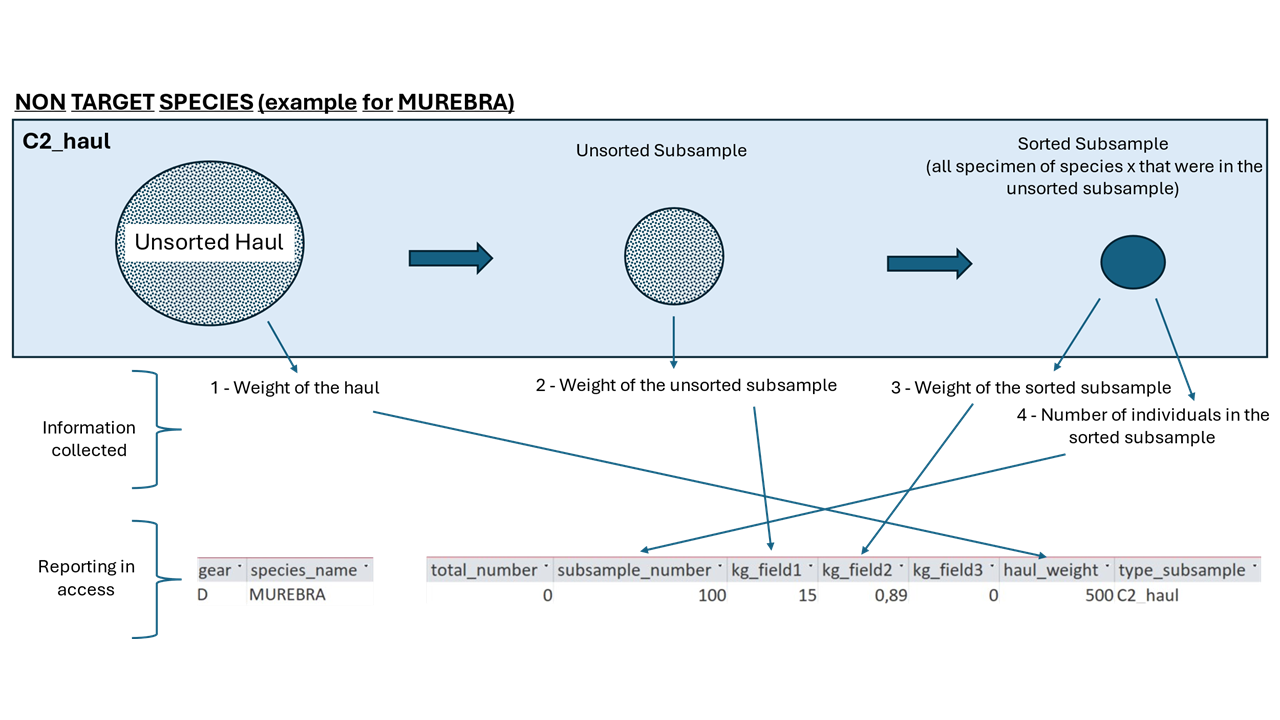 NON TARGET SPECIES (example for MUREBRA)
C2_haul
Unsorted Haul
Unsorted Subsample
Sorted Subsample
(all specimen of species x that were in the
unsorted subsample)
Information
collected
1 - Weight of the haul
2 - Weight of the unsorted subsample
3 - Weight of the sorted subsample
4 - Number of individuals in the
sorted subsample
Reporting in
access
gear species_name total_number subsample_number kg_field1 kg_field2 kg_field3 haul_weight type_subsample
D MUREBRA 0 100 15 0,89 0 500 C2_haul